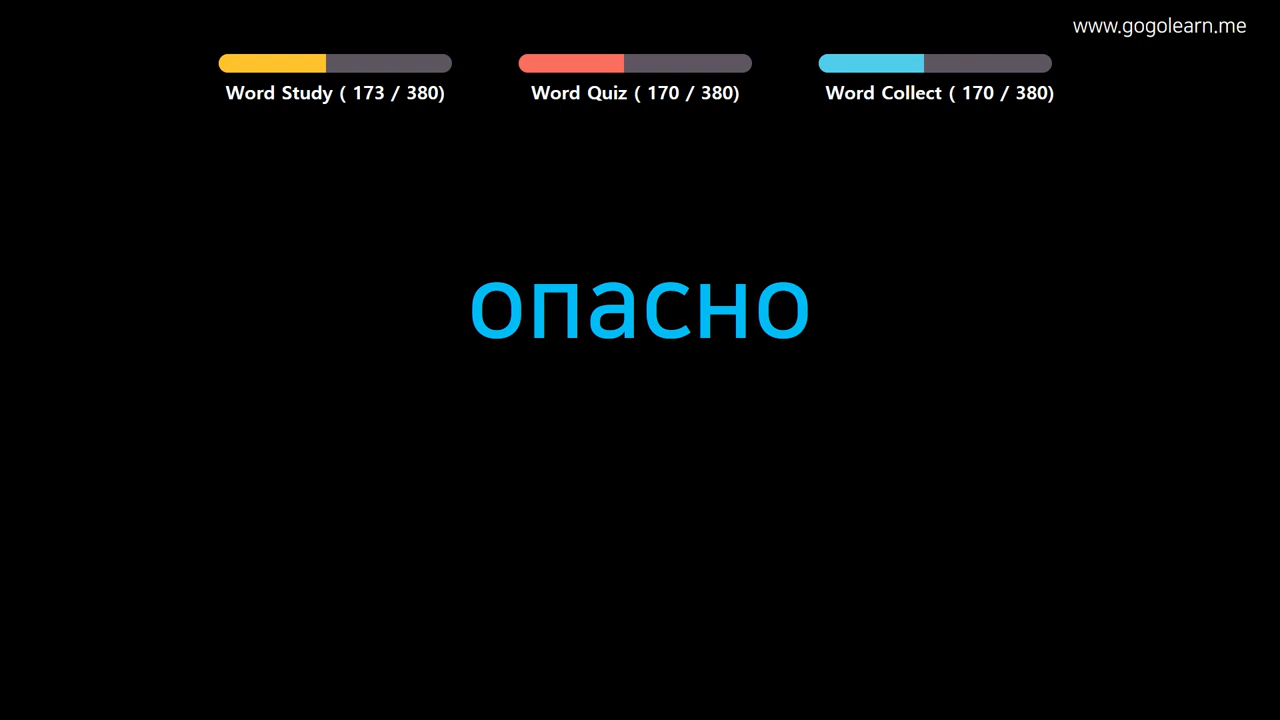 www.gogolearn.me
Word Study ( 173 / 380)
Word Quiz ( 170 / 380)
Word Collect ( 170 / 380)
опасно